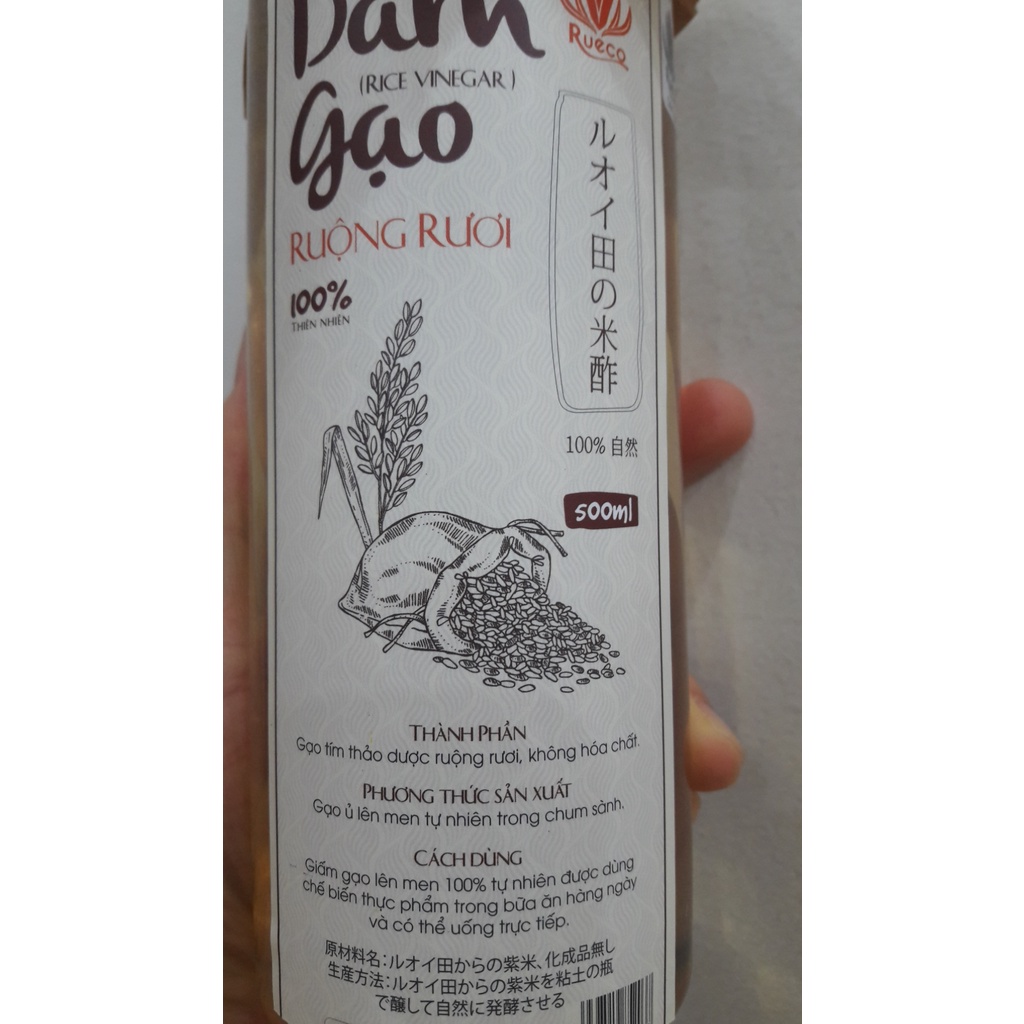 (RICE VINEGAR)
Gạo
RUỘNG RƯƠI
100%
THIÊN NHIÊN
Rueco
ルオイ田の米酢
100% 自然
500ml
THÀNH PHẦN
Gạo tím thảo dược ruộng rươi, không hóa chất.
PHƯƠNG THỨC SẢN XUẤT
Gạo ủ lên men tự nhiên trong chum sành.
CÁCH DÙNG
Giấm gạo lên men 100% tự nhiên được dùng
chế biến thực phẩm trong bữa ăn hàng ngày
và có thể uống trực tiếp.
原材料名：ルオイ田からの紫米、化成品無し
生産方法：ルオイ田からの紫米を粘土の瓶
で醸して自然に発酵させる